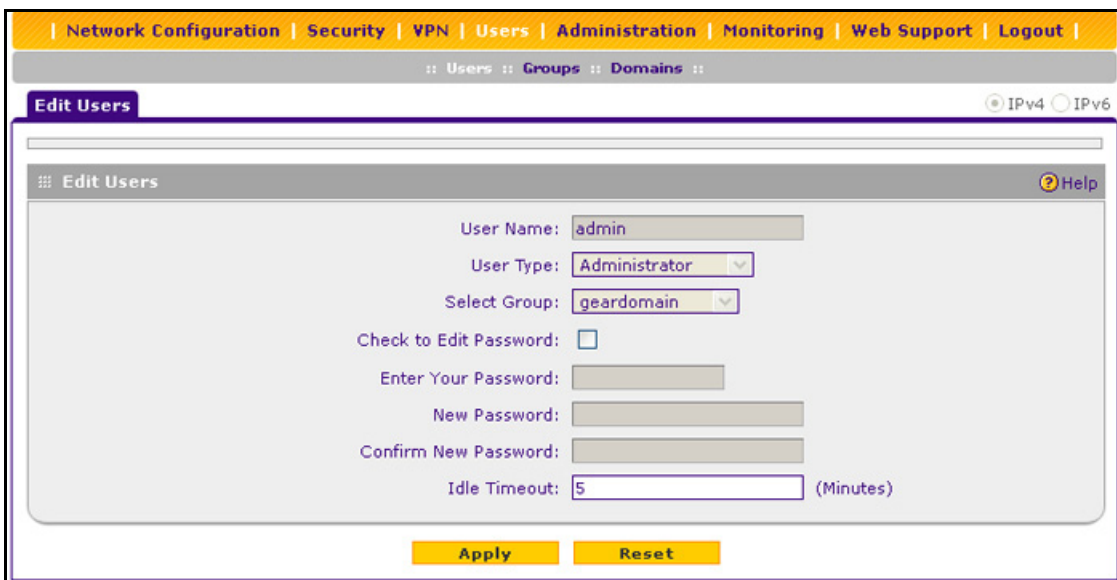 | Network Configuration | Security | VPN | Users | Administration | Monitoring | Web Support | Logout |
:: Users :: Groups :: Domains ::
Edit Users
IPv4 IPv6
Edit Users
? Help
User Name: admin
User Type: Administrator
Select Group: geardomain
Check to Edit Password:
Enter Your Password:
New Password:
Confirm New Password:
Idle Timeout: 5 (Minutes)
Apply Reset